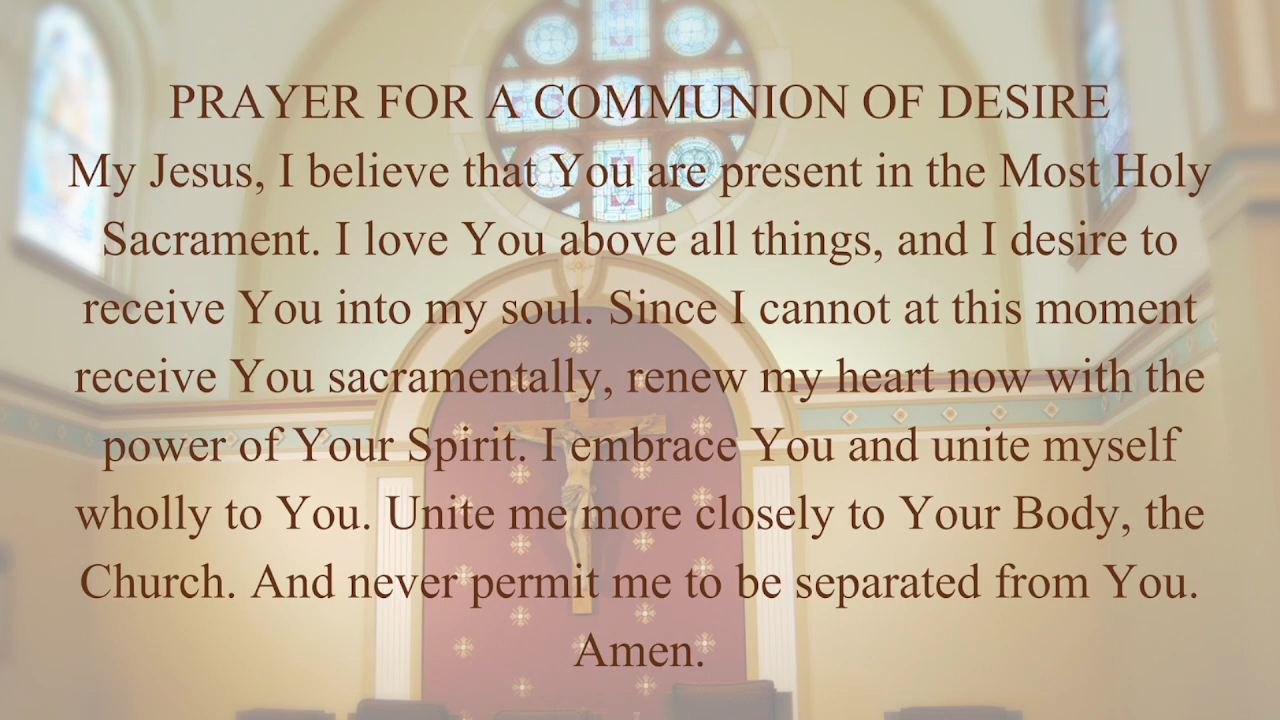 PRAYER FOR A COMMUNION OF DESIRE
My Jesus, I believe that You are present in the Most Holy
Sacrament. I love You above all things, and I desire to
receive You into my soul. Since I cannot at this moment
receive You sacramentally, renew my heart now with the
power of Your Spirit. I embrace You and unite myself
wholly to You. Unite me more closely to Your Body, the
Church. And never permit me to be separated from You.
Amen.